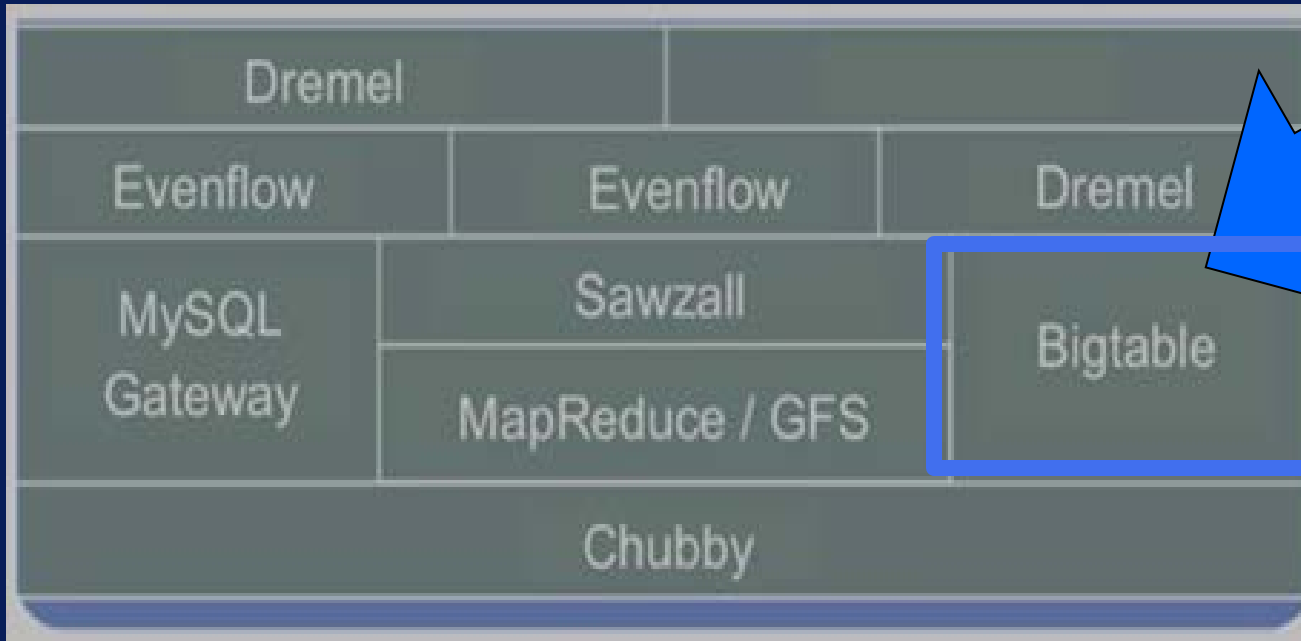 Dremel
Evenflow Evenflow Dremel
MySQL
Gateway
Sawzall
MapReduce / GFS
Bigtable
Chubby